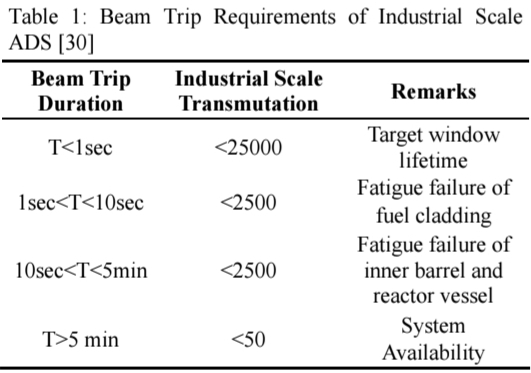 Table 1: Beam Trip Requirements of Industrial Scale
ADS [30]
Beam Trip Duration | Industrial Scale Transmutation | Remarks
T<1sec | <25000 | Target window lifetime
1sec<T<10sec | <2500 | Fatigue failure of fuel cladding
10sec<T<5min | <2500 | Fatigue failure of inner barrel and reactor vessel
T>5 min | <50 | System Availability